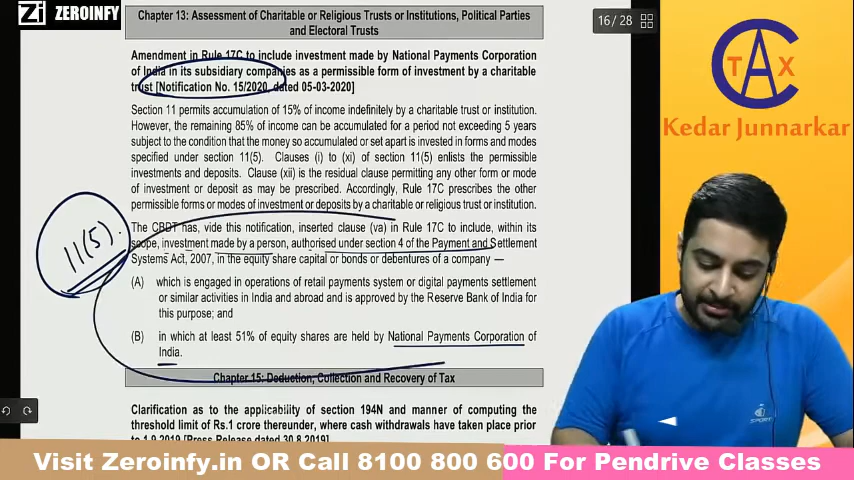 Zi ZEROINFY
Chapter 13: Assessment of Charitable or Religious Trusts or Institutions, Political Parties
and Electoral Trusts
16 / 28
Amendment in Rule 17C to include investment made by National Payments Corporation
of India in its subsidiary companies as a permissible form of investment by a charitable
trust [Notification No. 15/2020, dated 05-03-2020]
Section 11 permits accumulation of 15% of income indefinitely by a charitable trust or institution.
However, the remaining 85% of income can be accumulated for a period not exceeding 5 years
subject to the condition that the money so accumulated or set apart is invested in forms and modes
specified under section 11(5). Clauses (i) to (xi) of section 11(5) enlists the permissible
investments and deposits. Clause (xii) is the residual clause permitting any other form or mode
of investment or deposit as may be prescribed. Accordingly, Rule 17C prescribes the other
permissible forms or modes of investment or deposits by a charitable or religious trust or institution.
The CBDT has, vide this notification, inserted clause (va) in Rule 17C to include, within its
scope, investment made by a person, authorised under section 4 of the Payment and Settlement
Systems Act, 2007, in the equity share capital or bonds or debentures of a company —
11(5).
(A) which is engaged in operations of retail payments system or digital payments settlement
or similar activities in India and abroad and is approved by the Reserve Bank of India for
this purpose; and
(B) in which at least 51% of equity shares are held by National Payments Corporation of
India.
Chapter 15: Deduction, Collection and Recovery of Tax
Clarification as to the applicability of section 194N and manner of computing the
threshold limit of Rs.1 crore thereunder, where cash withdrawals have taken place prior
to 1.9.2019 [Press Release dated 30.8.2019]
CA TAX
Kedar Junnarkar
SPORT
Visit Zeroinfy.in OR Call 8100 800 600 For Pendrive Classes